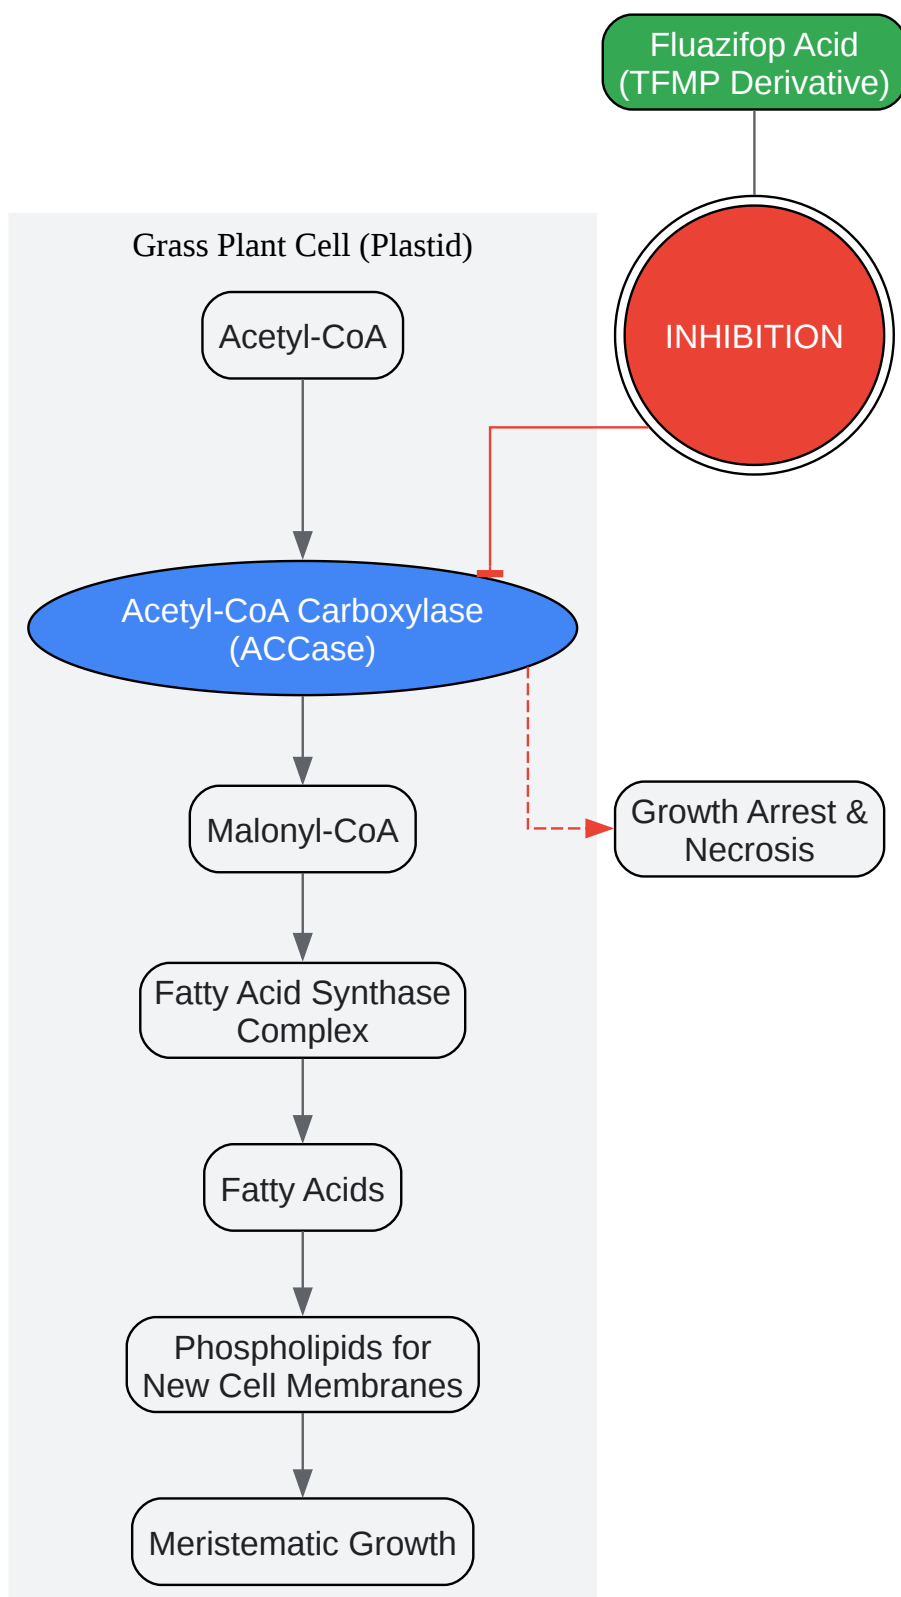 Fluazifop Acid
(TFMP Derivative)
Grass Plant Cell (Plastid)
Acetyl-CoA
INHIBITION
Acetyl-CoA Carboxylase
(ACCase)
Malonyl-CoA
Growth Arrest &
Necrosis
Fatty Acid Synthase
Complex
Fatty Acids
Phospholipids for
New Cell Membranes
Meristematic Growth